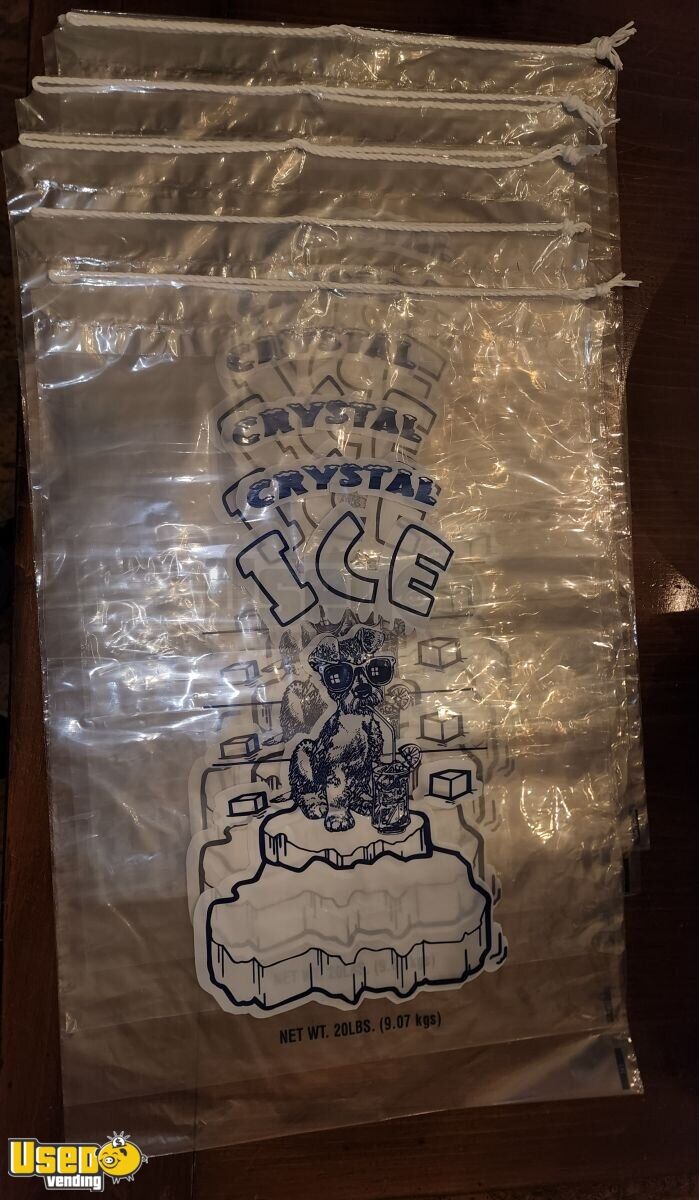 CRYSTAL
CRYSTAL
CRYSTAL
ICE
NET WT. 20LBS. (9.07 kgs)
Used
vending